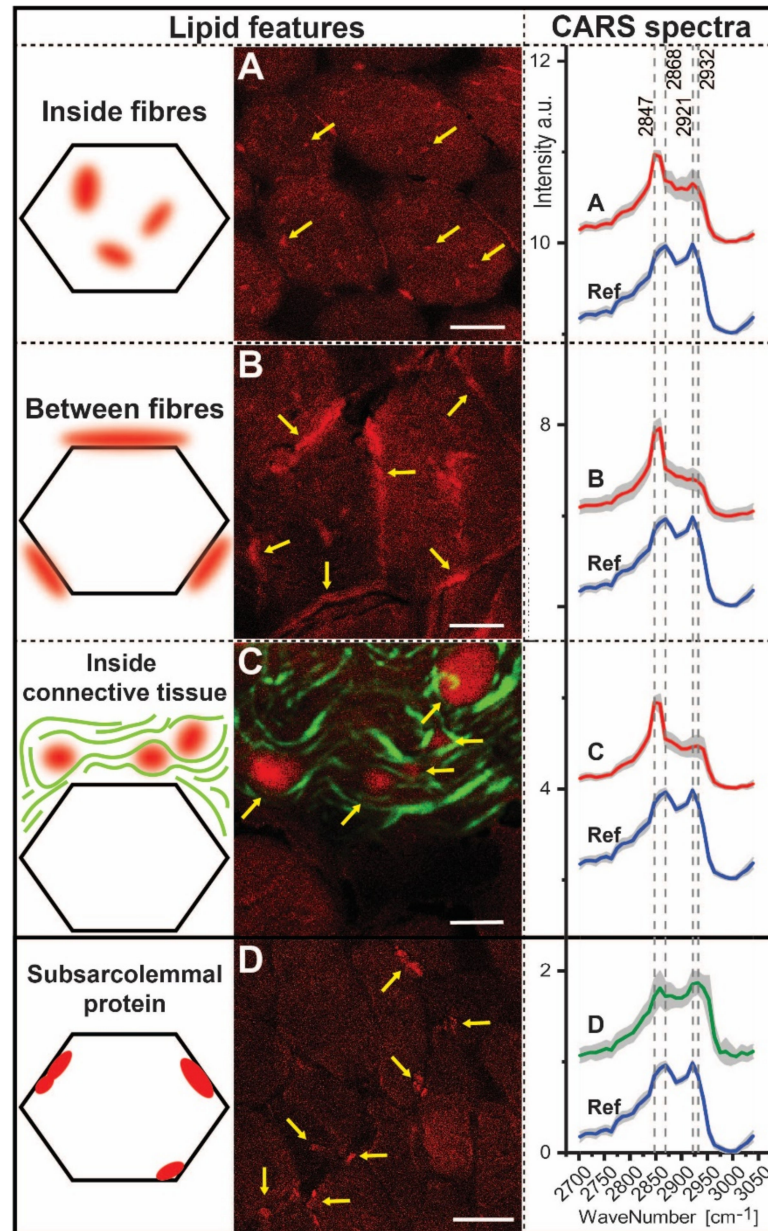 Lipid features
CARS spectra
Inside fibres
A
12
Intensity a.u.
2847
2868
2921
2932
A
10
Ref
Between fibres
B
8
B
Ref
Inside
connective tissue
C
C
4
Ref
Subsarcolemmal
protein
D
2
D
Ref
0
2700
2750
2800
2850
2900
2950
3000
3050
WaveNumber [cm⁻¹]